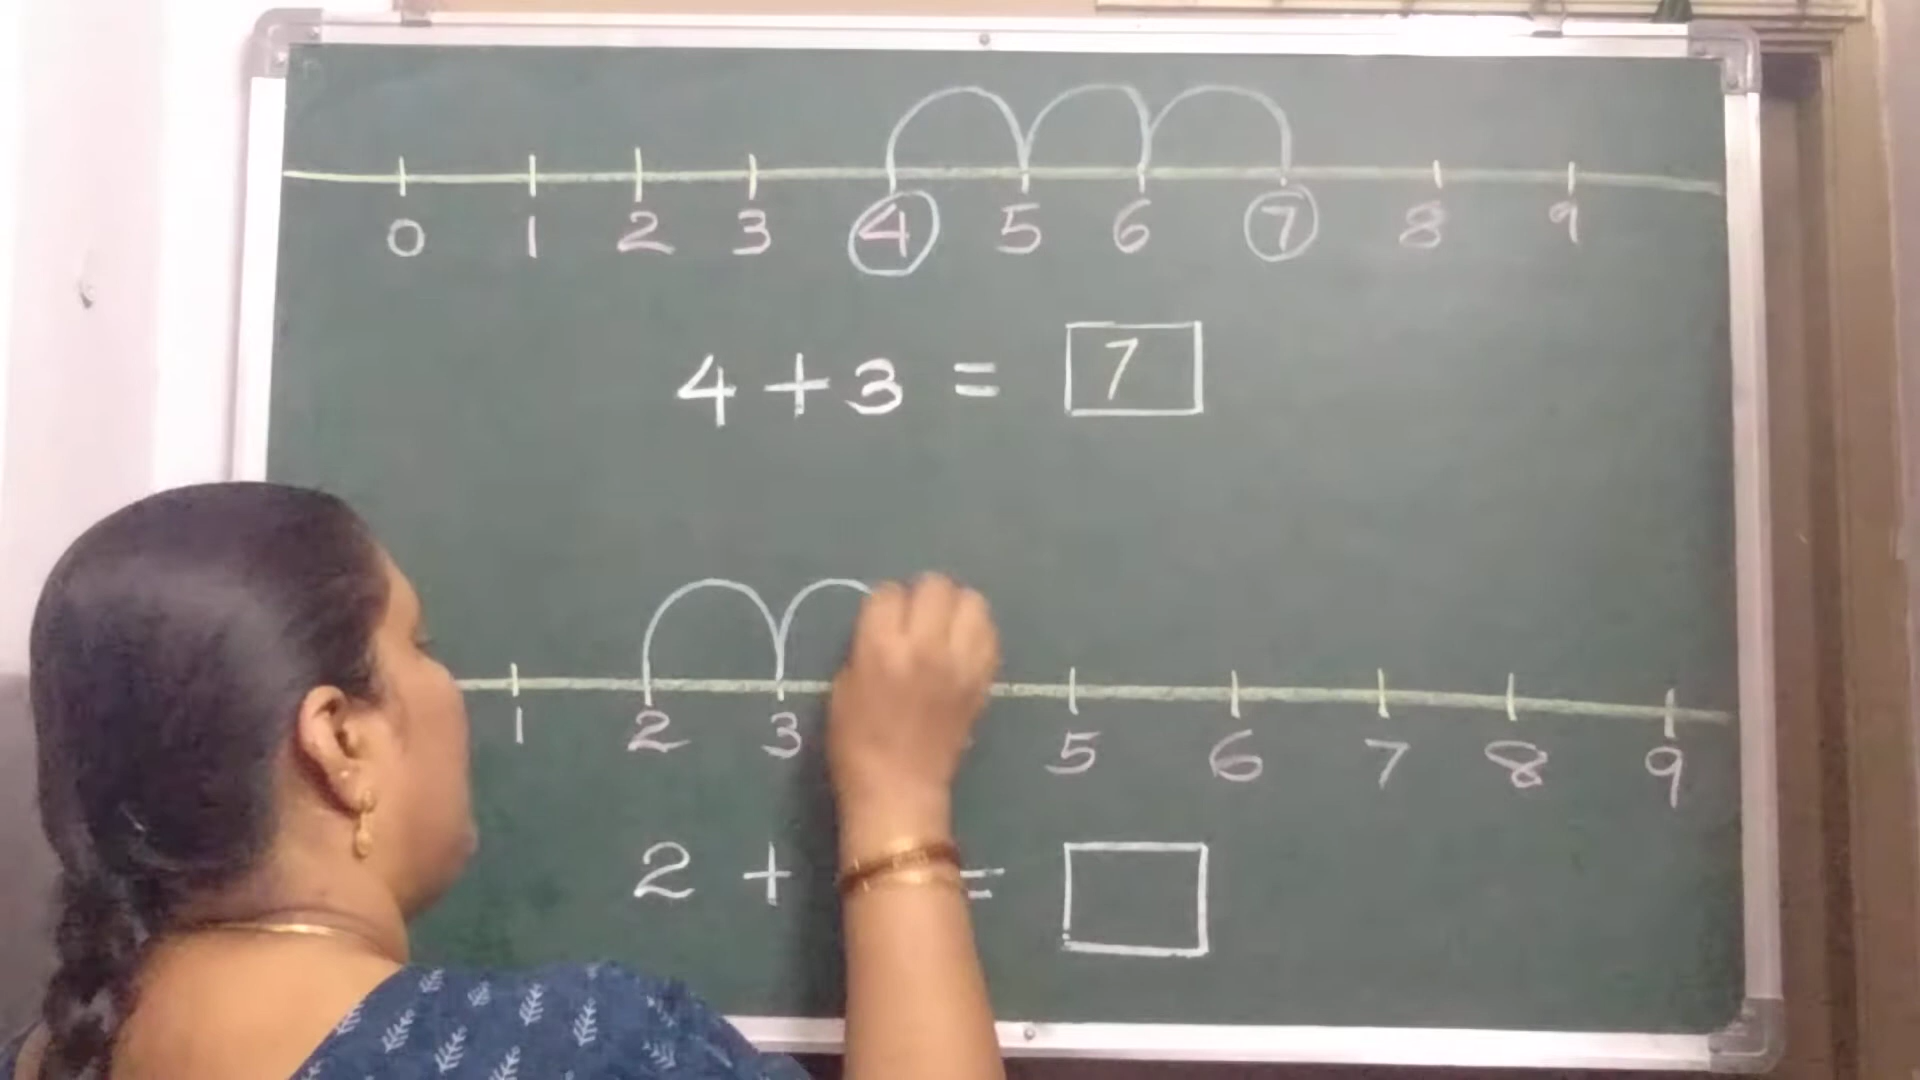 0 1 2 3 4 5 6 7 8 9
4 + 3 = 7
1 2 3 5 6 7 8 9
2 + =